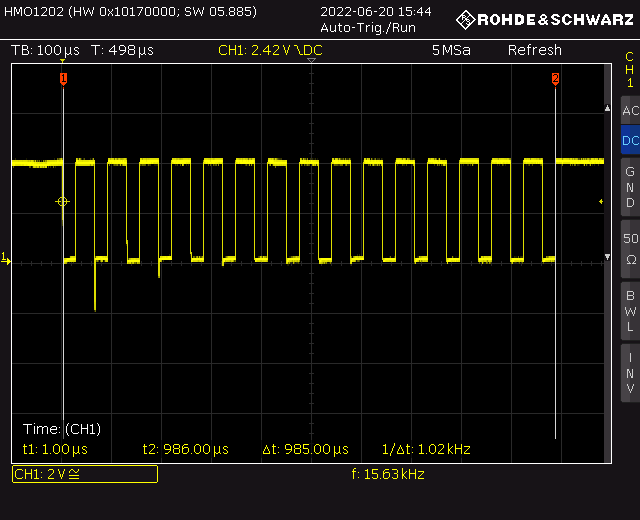 HMO1202 (HW 0x10170000; SW 05.885)
2022-06-20 15:44
Auto-Trig./Run
ROHDE&SCHWARZ
TB: 100µs T: 498µs CH1: 2.42V DC 5MSa Refresh
CH1
1
2
AC
DC
GND
50 Ω
BWL
INV
1
Time: (CH1)
t1: 1.00µs t2: 986.00µs Δt: 985.00µs 1/Δt: 1.02kHz
CH1: 2V
f: 15.63kHz